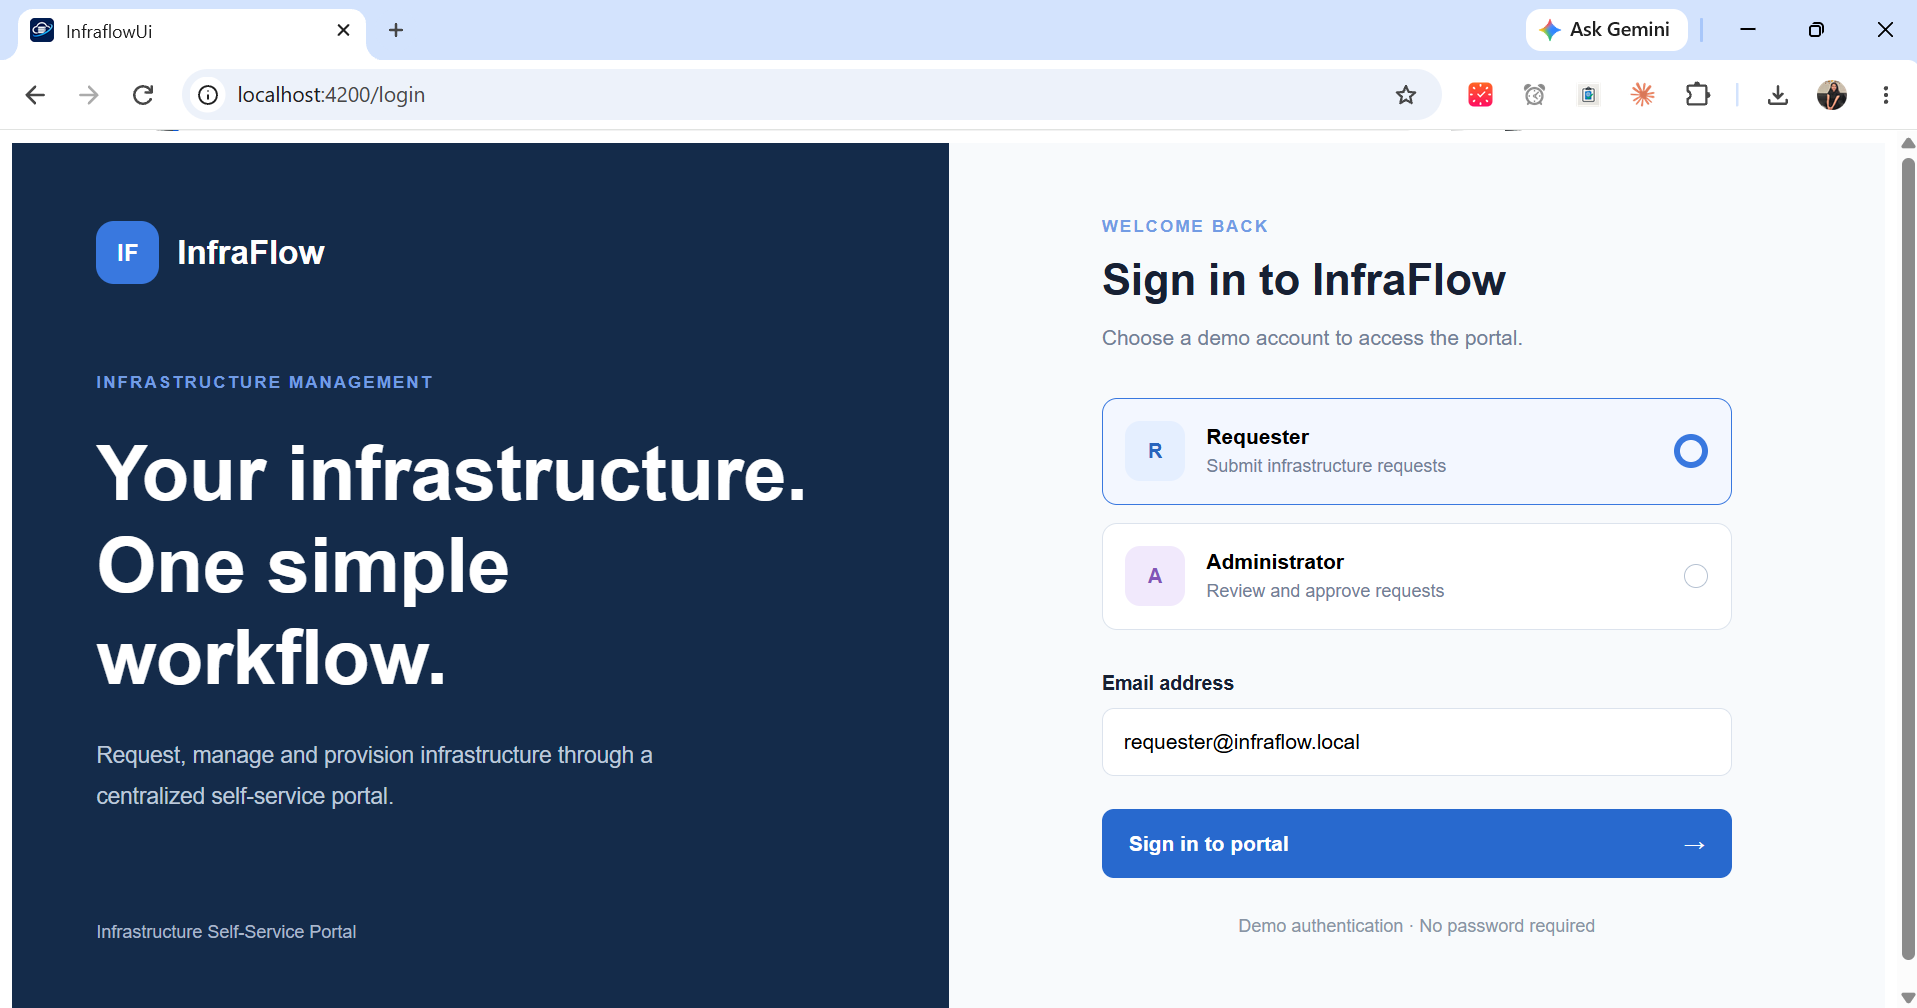 InfraflowUi
Ask Gemini
localhost:4200/login
IF
InfraFlow
INFRASTRUCTURE MANAGEMENT
Your infrastructure.
One simple
workflow.
Request, manage and provision infrastructure through a
centralized self-service portal.
Infrastructure Self-Service Portal
WELCOME BACK
Sign in to InfraFlow
Choose a demo account to access the portal.
R
Requester
Submit infrastructure requests
A
Administrator
Review and approve requests
Email address
requester@infraflow.local
Sign in to portal →
Demo authentication · No password required